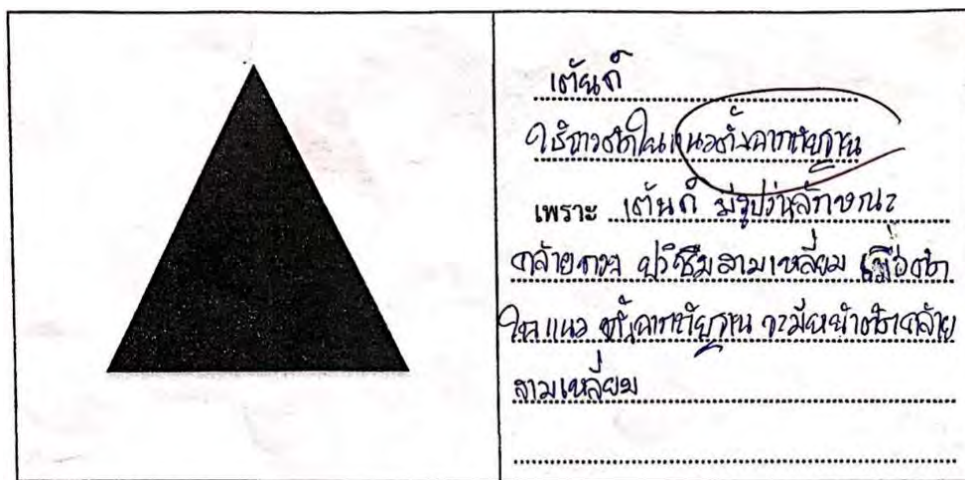 เต้นท์
ใช้การตัดในแนวตั้งฉากกับฐาน
เพราะ เต้นท์ มีรูปร่างลักษณะ
คล้ายทรง ปริซึมสามเหลี่ยม เมื่อตัด
ใน แนว ตั้งฉากกับฐาน จะมีหน้าตัดคล้าย
สามเหลี่ยม